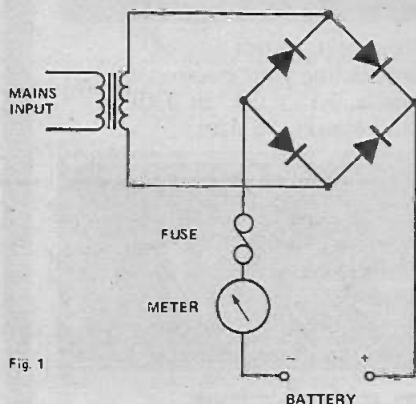 MAINS
INPUT
FUSE
METER
Fig. 1
- +
BATTERY